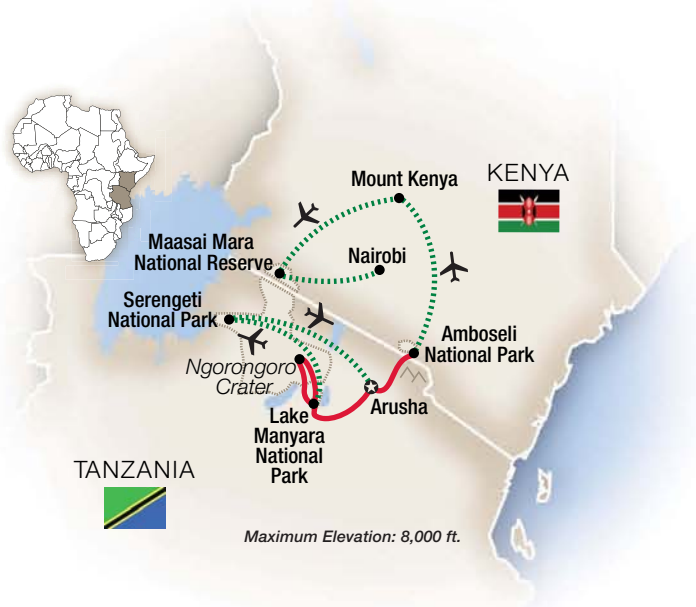 Mount Kenya
KENYA
Maasai Mara
National Reserve
Nairobi
Serengeti
National Park
Amboseli
National Park
Ngorongoro
Crater
Arusha
Lake
Manyara
National
Park
TANZANIA
Maximum Elevation: 8,000 ft.